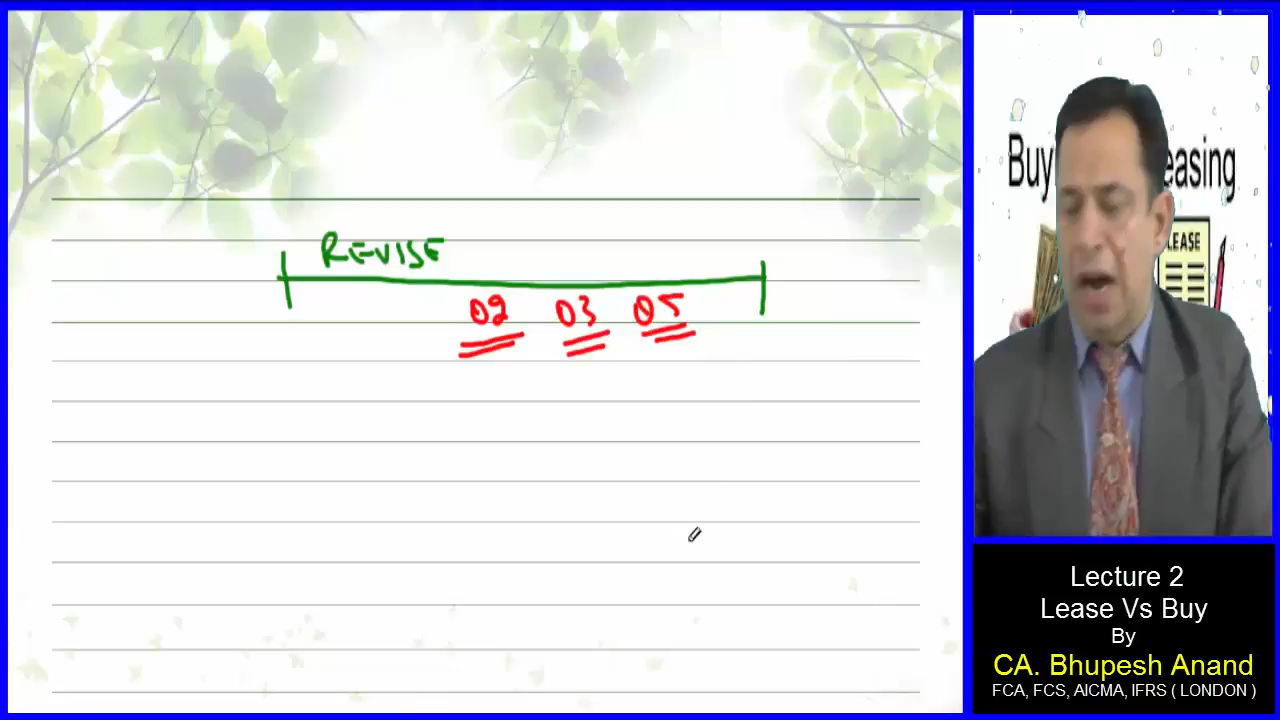 REVISE
02 03 05
Buy easing
LEASE
Lecture 2
Lease Vs Buy
By
CA. Bhupesh Anand
FCA, FCS, AICMA, IFRS ( LONDON )